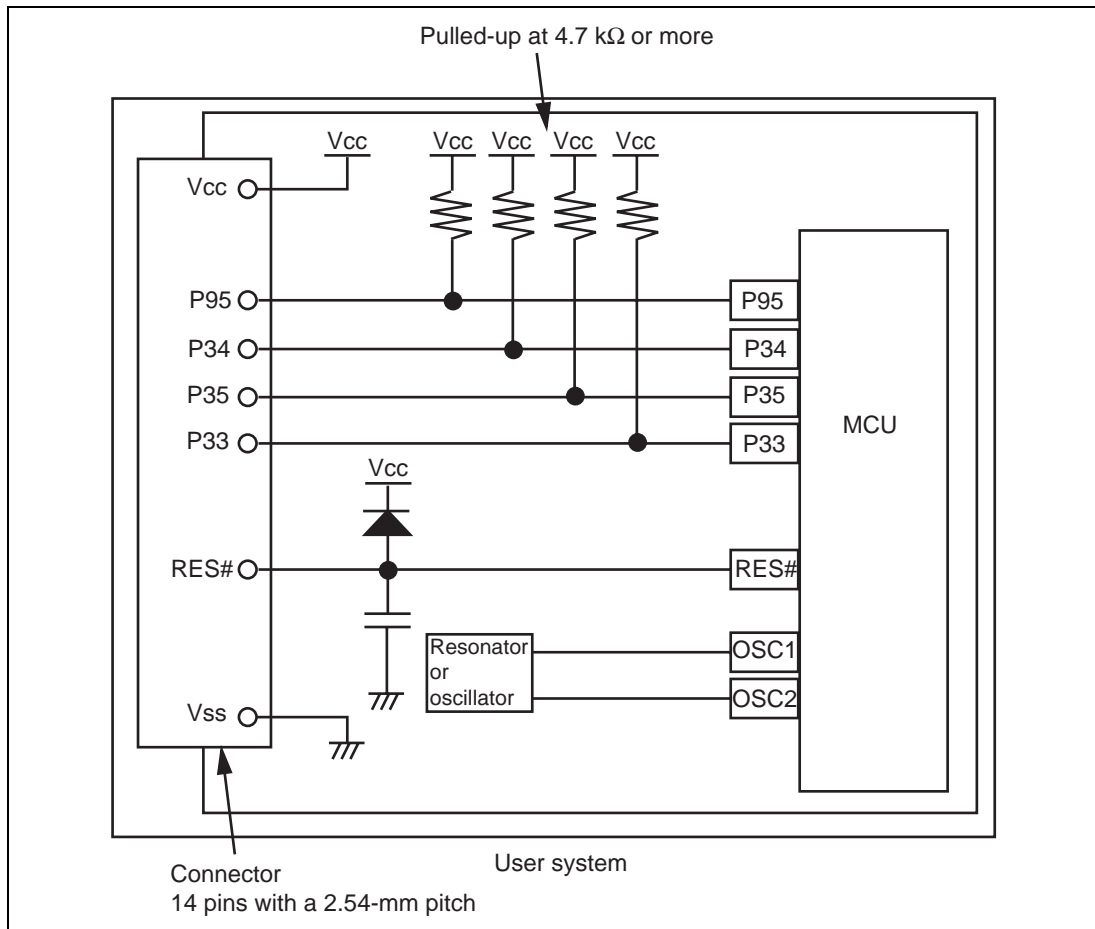 Pulled-up at 4.7 kΩ or more
Vcc
Vcc
Vcc
Vcc
Vcc
Vcc
P95
P95
P34
P34
P35
P35
MCU
P33
P33
Vcc
RES#
RES#
Resonator
or
oscillator
OSC1
OSC2
Vss
User system
Connector
14 pins with a 2.54-mm pitch